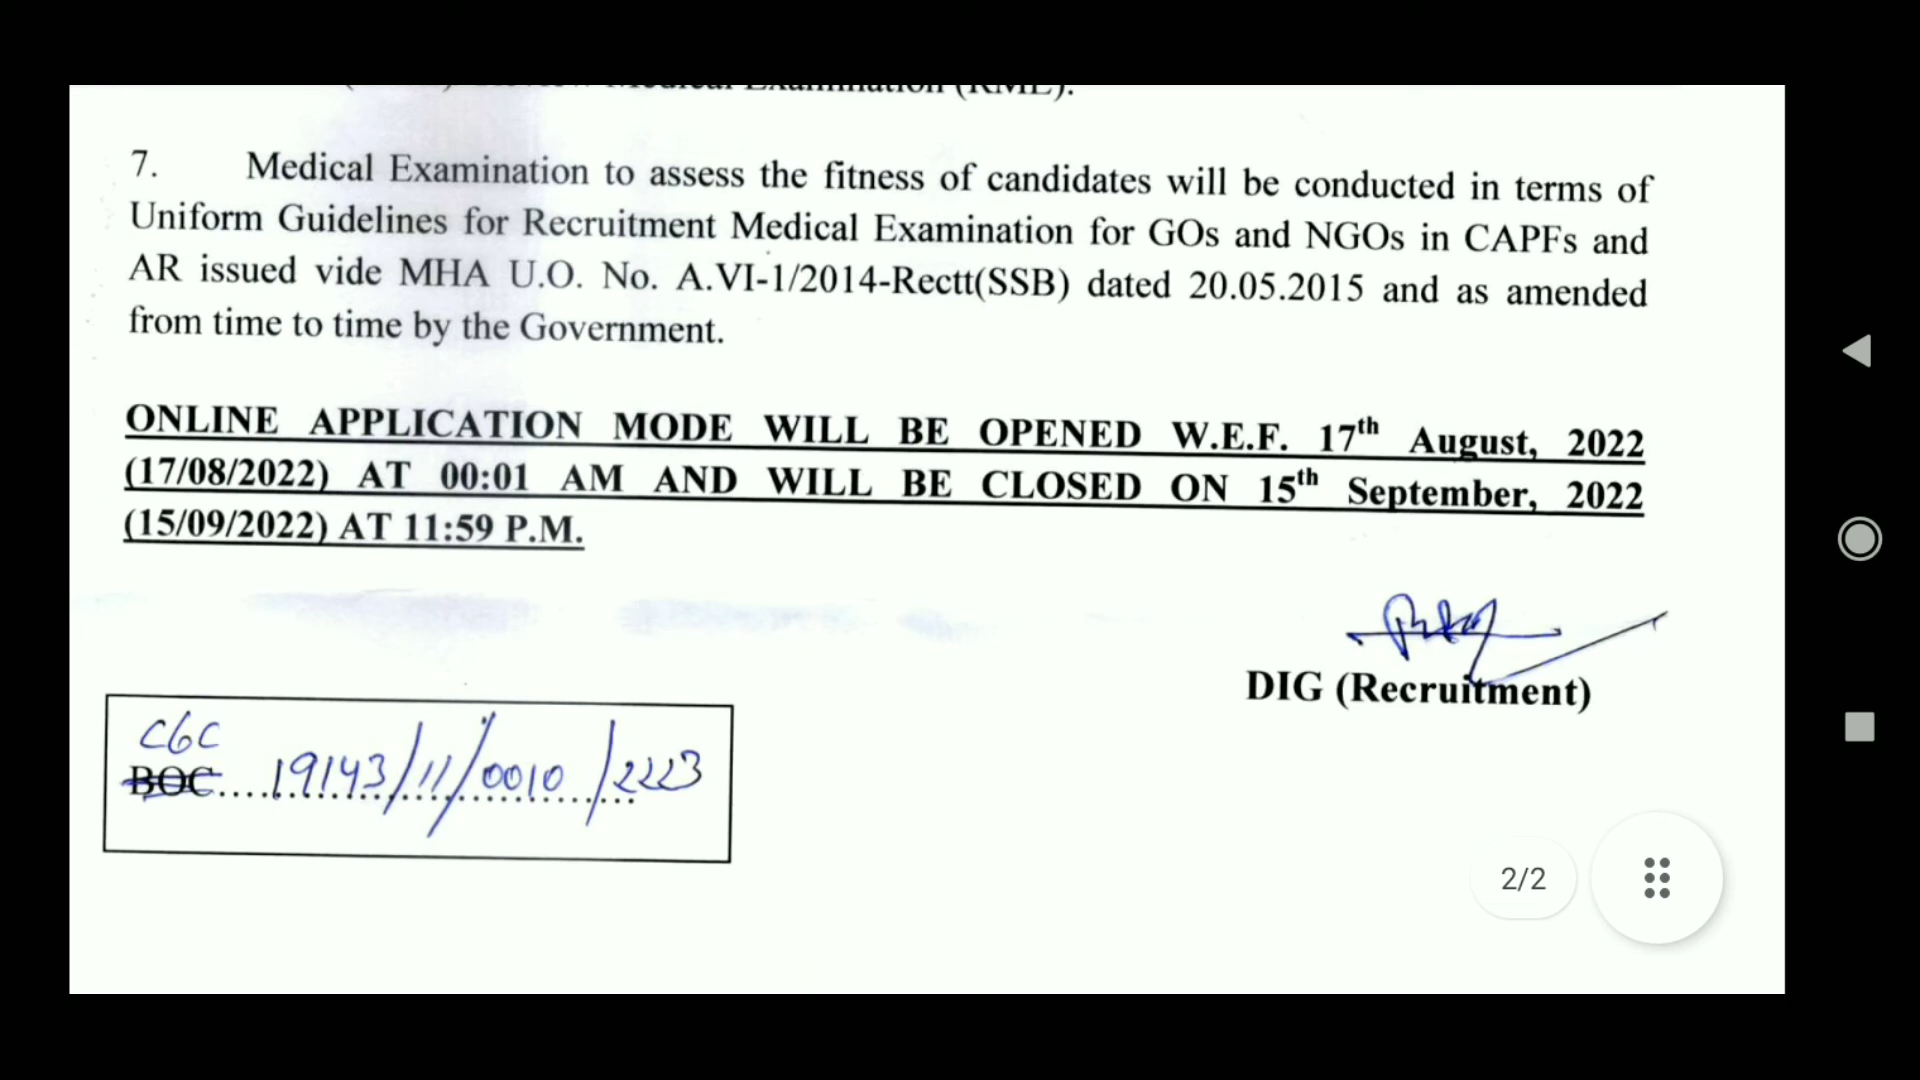 Medical Examination (RME).
7. Medical Examination to assess the fitness of candidates will be conducted in terms of
Uniform Guidelines for Recruitment Medical Examination for GOs and NGOs in CAPFs and
AR issued vide MHA U.O. No. A.VI-1/2014-Rectt(SSB) dated 20.05.2015 and as amended
from time to time by the Government.
ONLINE APPLICATION MODE WILL BE OPENED W.E.F. 17th August, 2022
(17/08/2022) AT 00:01 AM AND WILL BE CLOSED ON 15th September, 2022
(15/09/2022) AT 11:59 P.M.
DIG (Recruitment)
CBC
BOC....19143/11/0010/2223
2/2